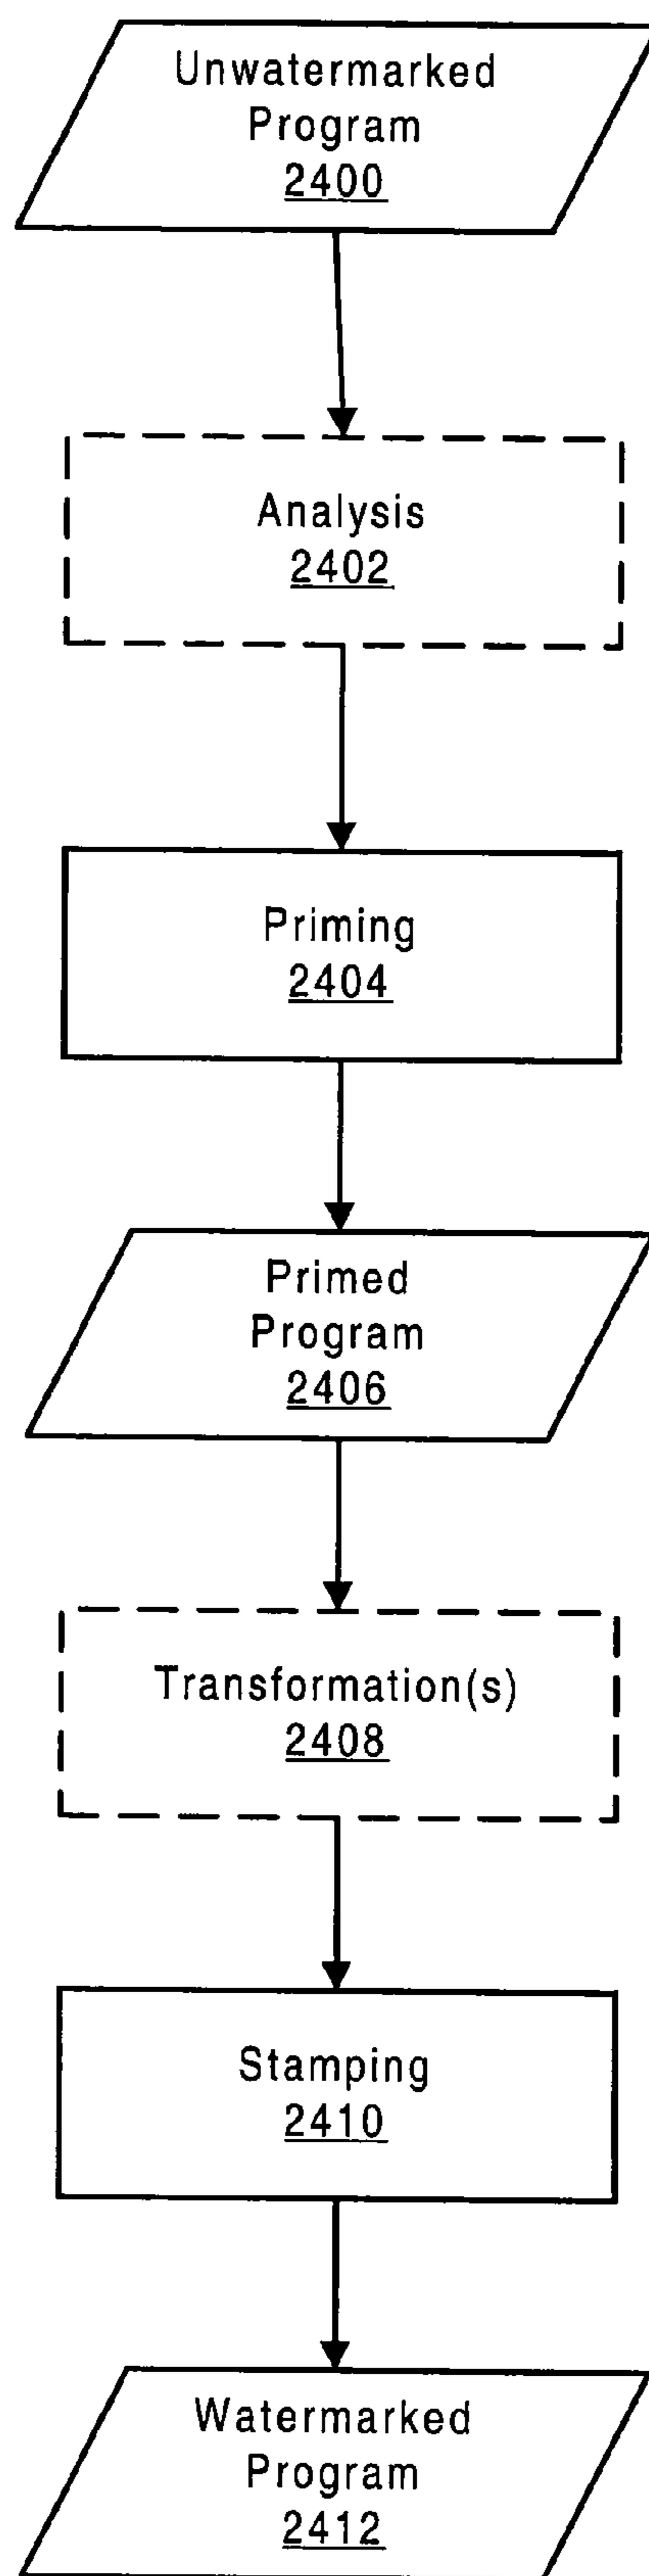 Unwatermarked
Program
2400
Analysis
2402
Priming
2404
Primed
Program
2406
Transformation(s)
2408
Stamping
2410
Watermarked
Program
2412